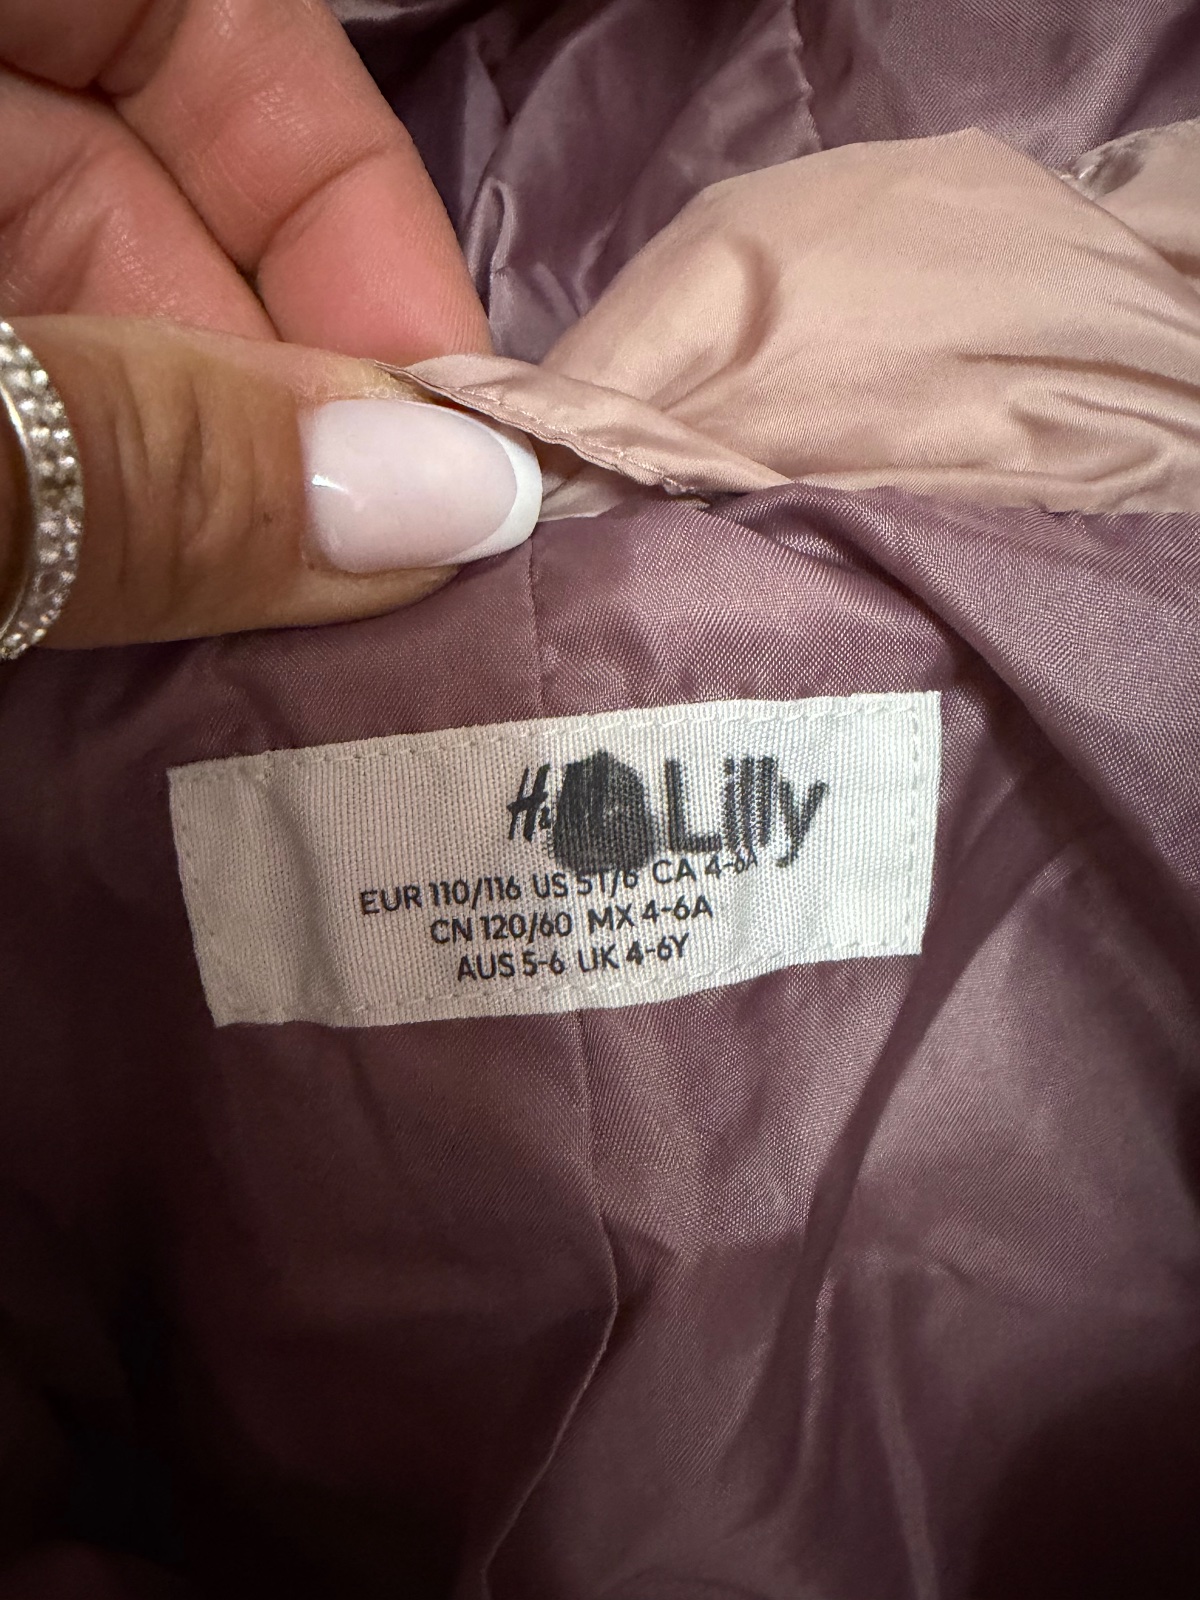 Lilly
EUR 110/116 US 5T/6 CA 4-6A
CN 120/60 MX 4-6A
AUS 5-6 UK 4-6Y